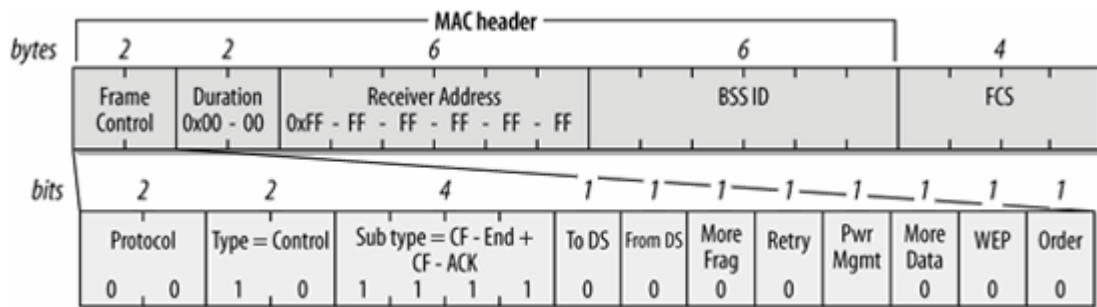 MAC header
bytes 2 2 6 6 4
Frame Control Duration 0x00 - 00 Receiver Address 0xFF - FF - FF - FF - FF - FF BSS ID FCS
bits 2 2 4 1 1 1 1 1 1 1 1
Protocol Type = Control Sub type = CF - End + CF - ACK To DS From DS More Frag Retry Pwr Mgmt More Data WEP Order
0 0 1 0 1 1 1 1 0 0 0 0 0 0 0